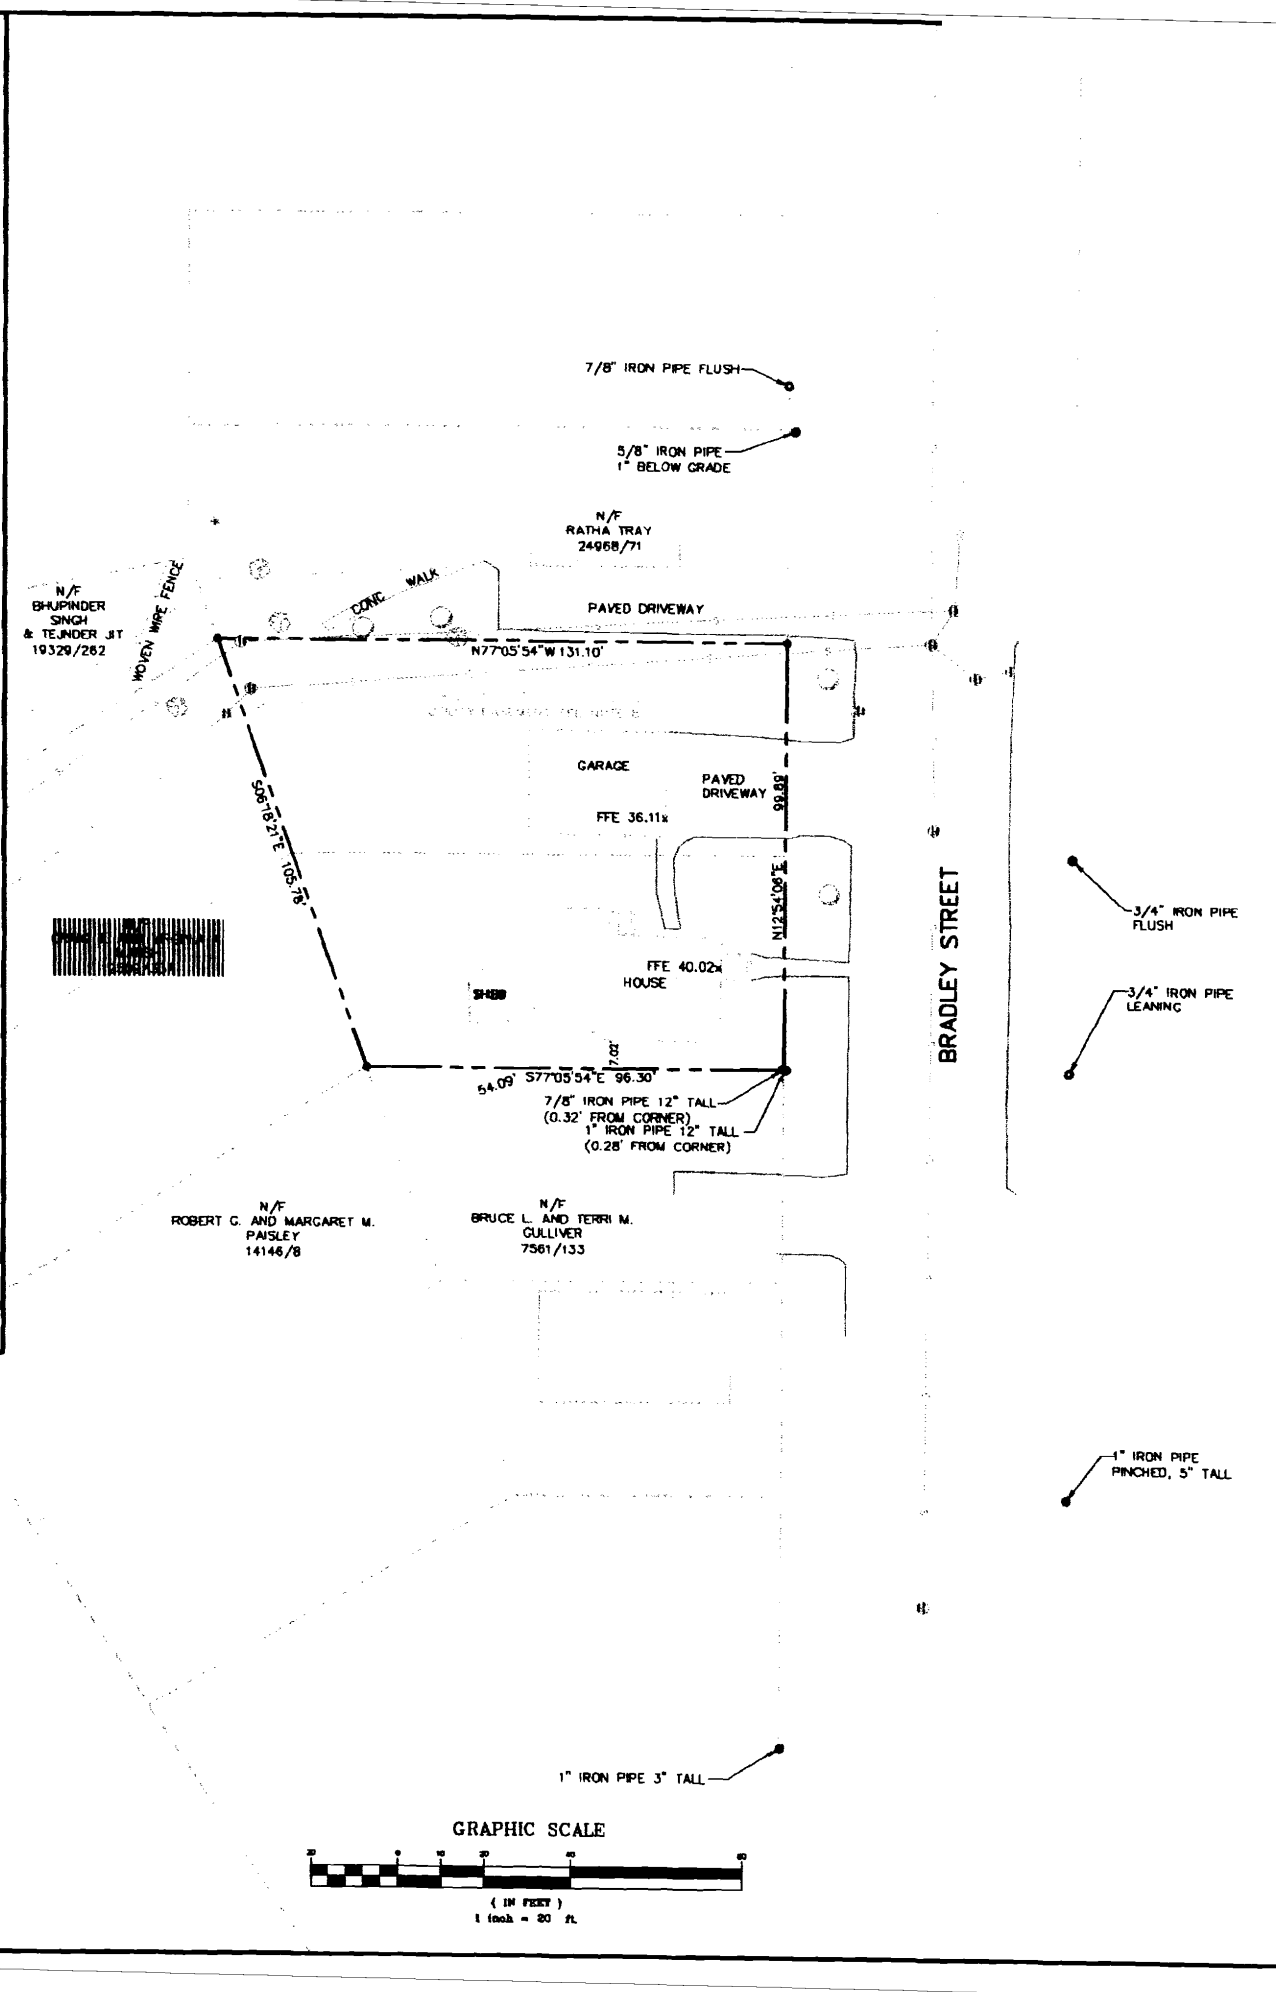 7/8" IRON PIPE FLUSH
5/8" IRON PIPE
1" BELOW GRADE
N/F
RATHA TRAY
24968/71
N/F
BHUPINDER
SINGH
& TEJNDER JIT
19329/262
WOVEN WIRE FENCE
CONC WALK
PAVED DRIVEWAY
N77°05'54"W 131.10'
GARAGE
PAVED
DRIVEWAY
99.89'
FFE 36.11x
S06°18'21"E 105.78'
N12°54'06"E
BRADLEY STREET
3/4" IRON PIPE
FLUSH
FFE 40.02x
HOUSE
SHED
3/4" IRON PIPE
LEANING
7.02'
54.09'
S77°05'54"E 96.30'
7/8" IRON PIPE 12" TALL
(0.32' FROM CORNER)
1" IRON PIPE 12" TALL
(0.28' FROM CORNER)
N/F
ROBERT G. AND MARGARET M.
PAISLEY
14146/8
N/F
BRUCE L. AND TERRI M.
GULLIVER
7561/133
1" IRON PIPE
PINCHED, 5" TALL
1" IRON PIPE 3" TALL
GRAPHIC SCALE
20 0 10 20 40
( IN FEET )
1 inch = 20 ft.